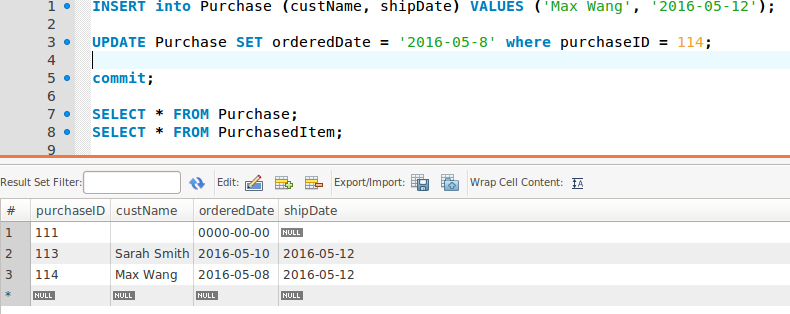 1 INSERT into Purchase (custName, shipDate) VALUES ('Max Wang', '2016-05-12');
2
3 UPDATE Purchase SET orderedDate = '2016-05-8' where purchaseID = 114;
4
5 commit;
6
7 SELECT * FROM Purchase;
8 SELECT * FROM PurchasedItem;
9
Result Set Filter: Edit: Export/Import: Wrap Cell Content: IA
# purchaseID custName orderedDate shipDate
1 111 0000-00-00 NULL
2 113 Sarah Smith 2016-05-10 2016-05-12
3 114 Max Wang 2016-05-08 2016-05-12
* NULL NULL NULL NULL